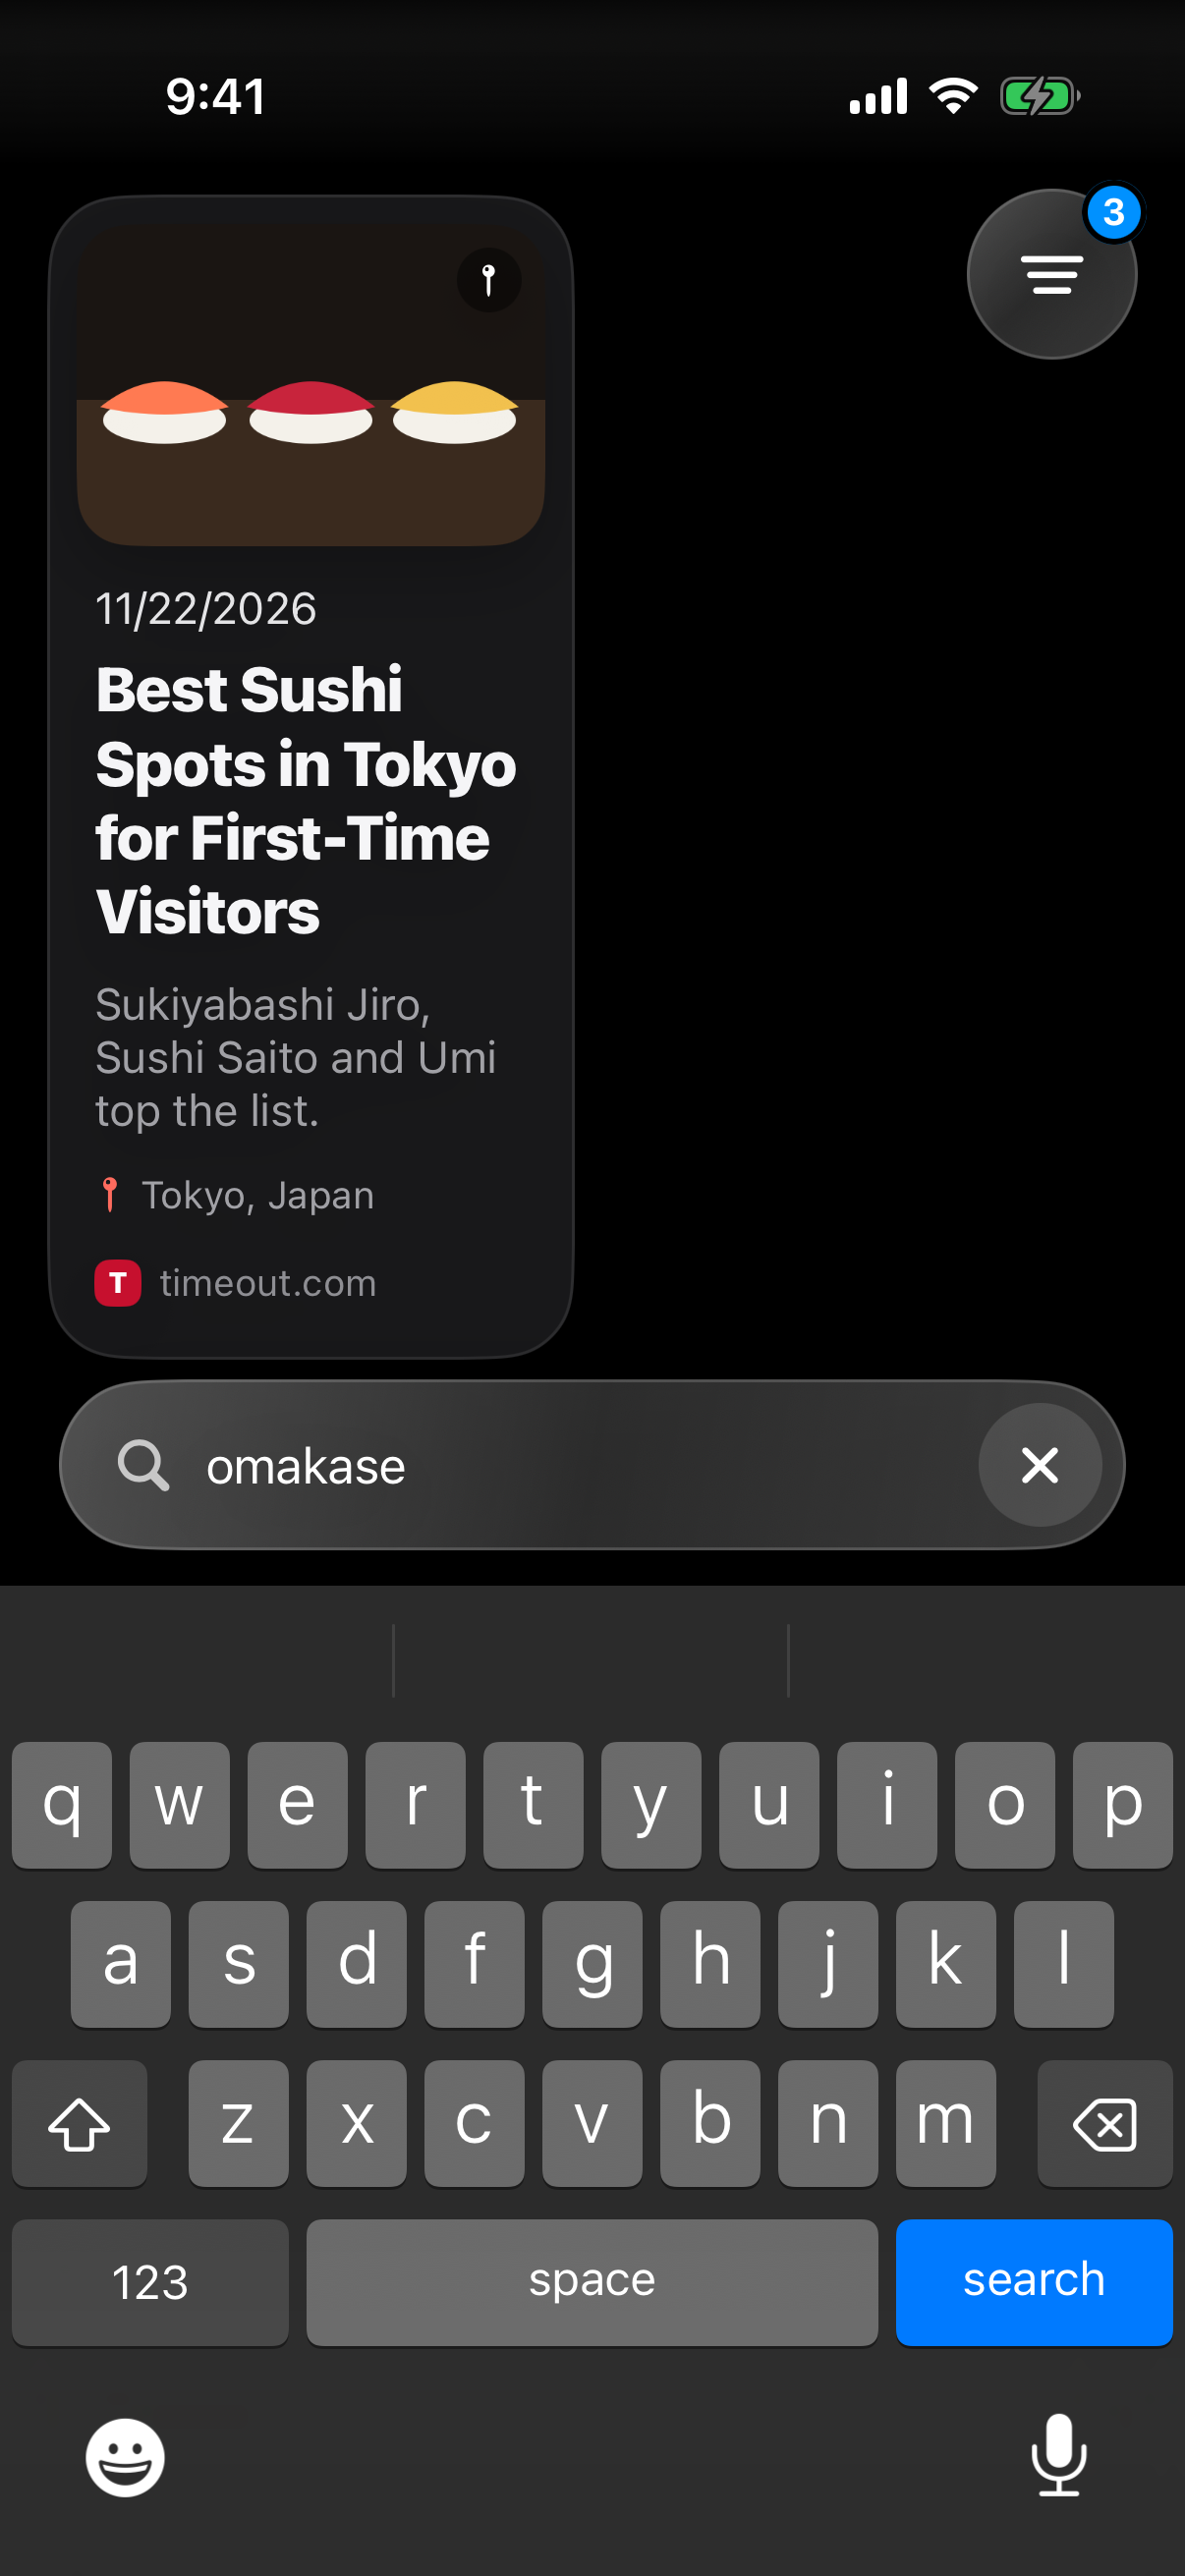 9:41
3
11/22/2026
Best Sushi
Spots in Tokyo
for First-Time
Visitors
Sukiyabashi Jiro,
Sushi Saito and Umi
top the list.
Tokyo, Japan
T timeout.com
omakase
q w e r t y u i o p
a s d f g h j k l
z x c v b n m
123 space search